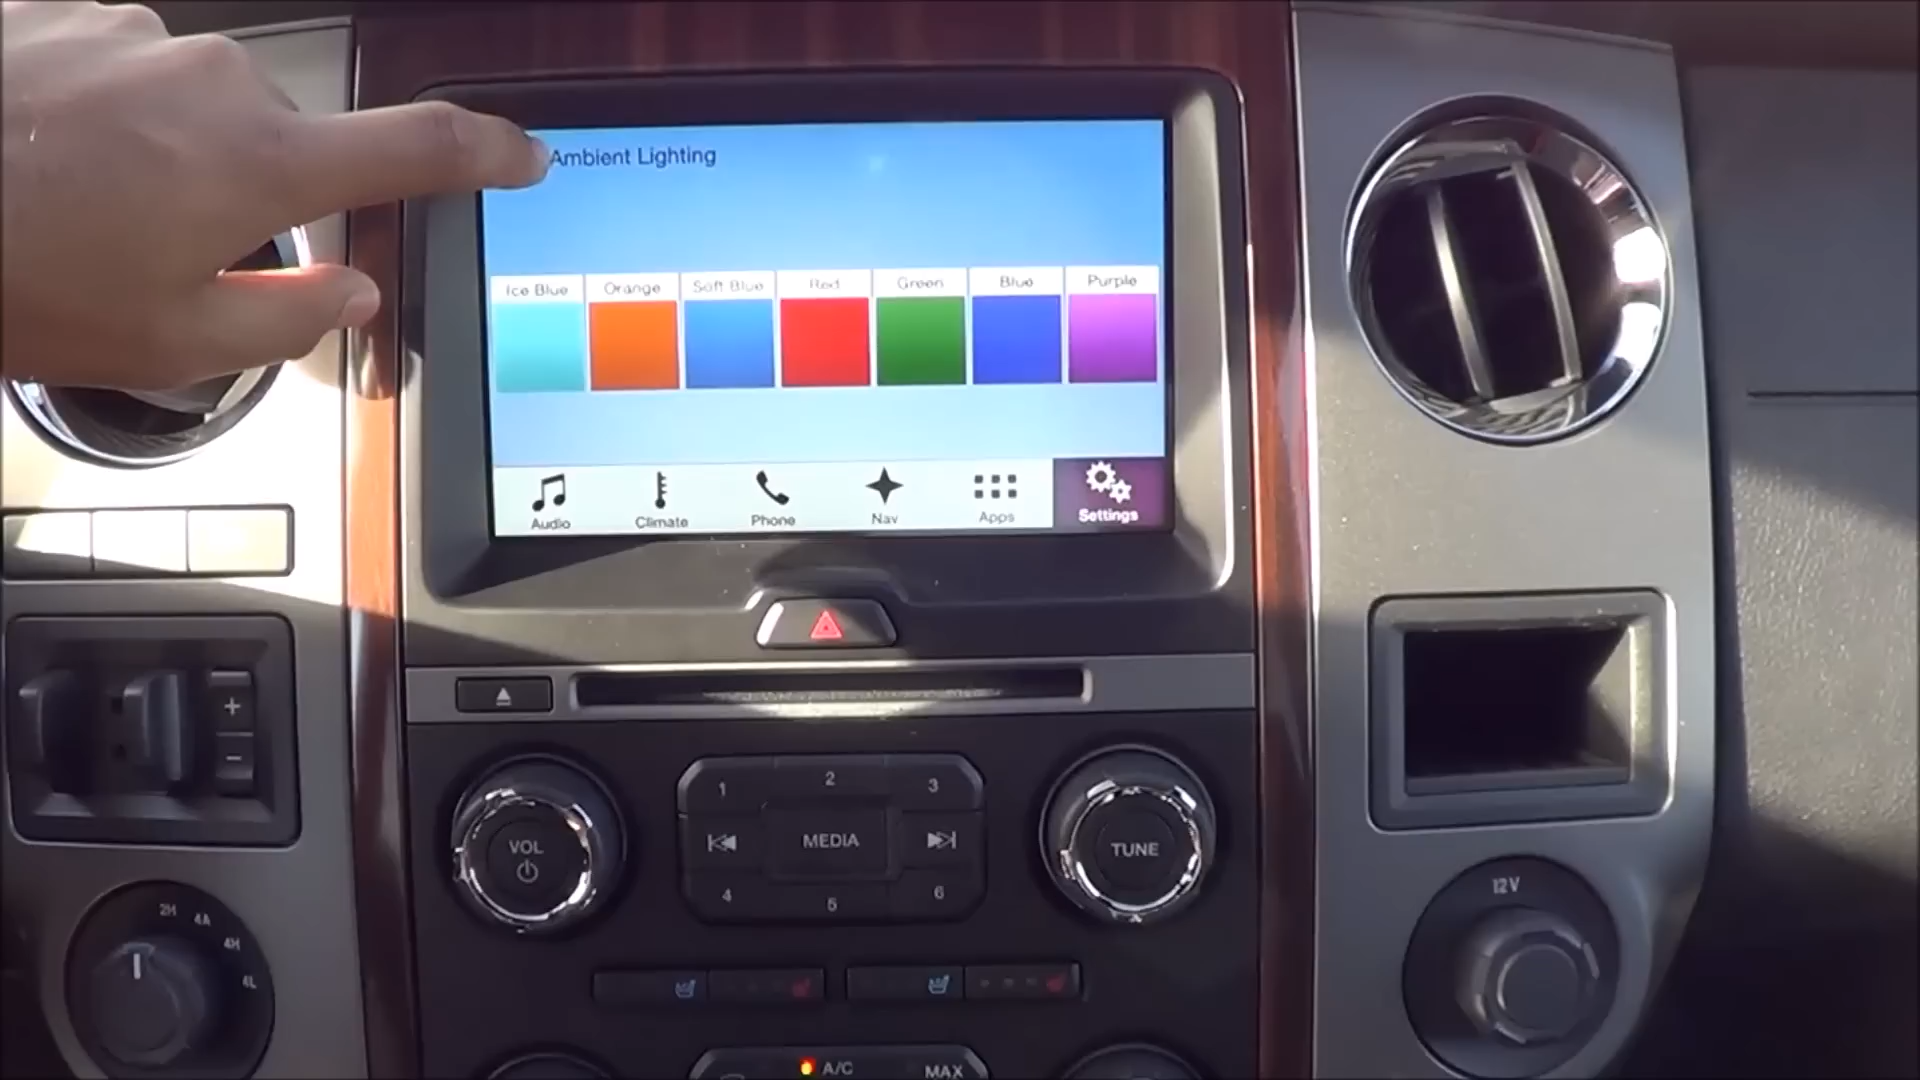 Ambient Lighting
Ice Blue Orange Soft Blue Red Green Blue Purple
Audio Climate Phone Nav Apps Settings
+
−
1 2 3
VOL MEDIA TUNE
4 5 6
12V
2H 4A 4H 4L
A/C MAX